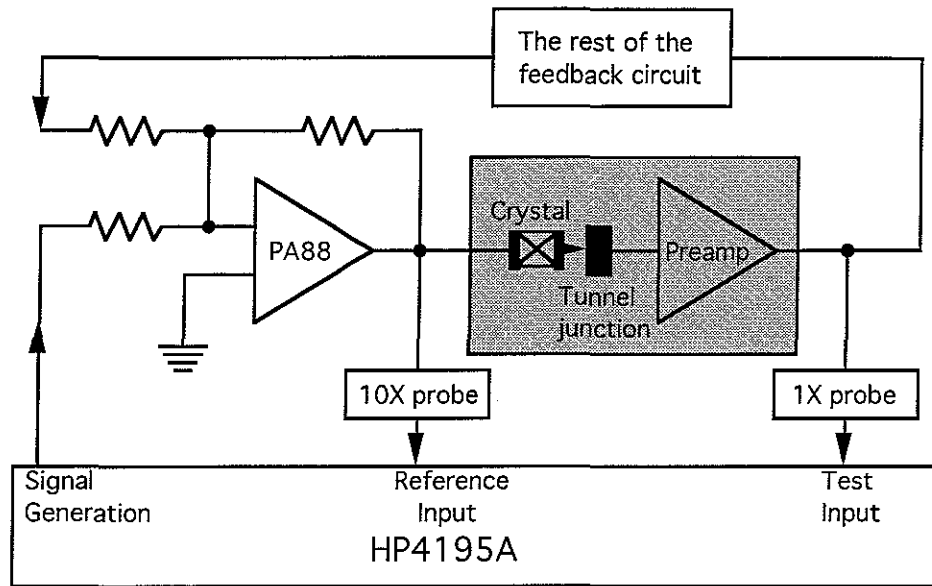 The rest of the
feedback circuit
PA88
Crystal
Preamp
Tunnel
junction
10X probe
1X probe
Signal
Generation
Reference
Input
Test
Input
HP4195A